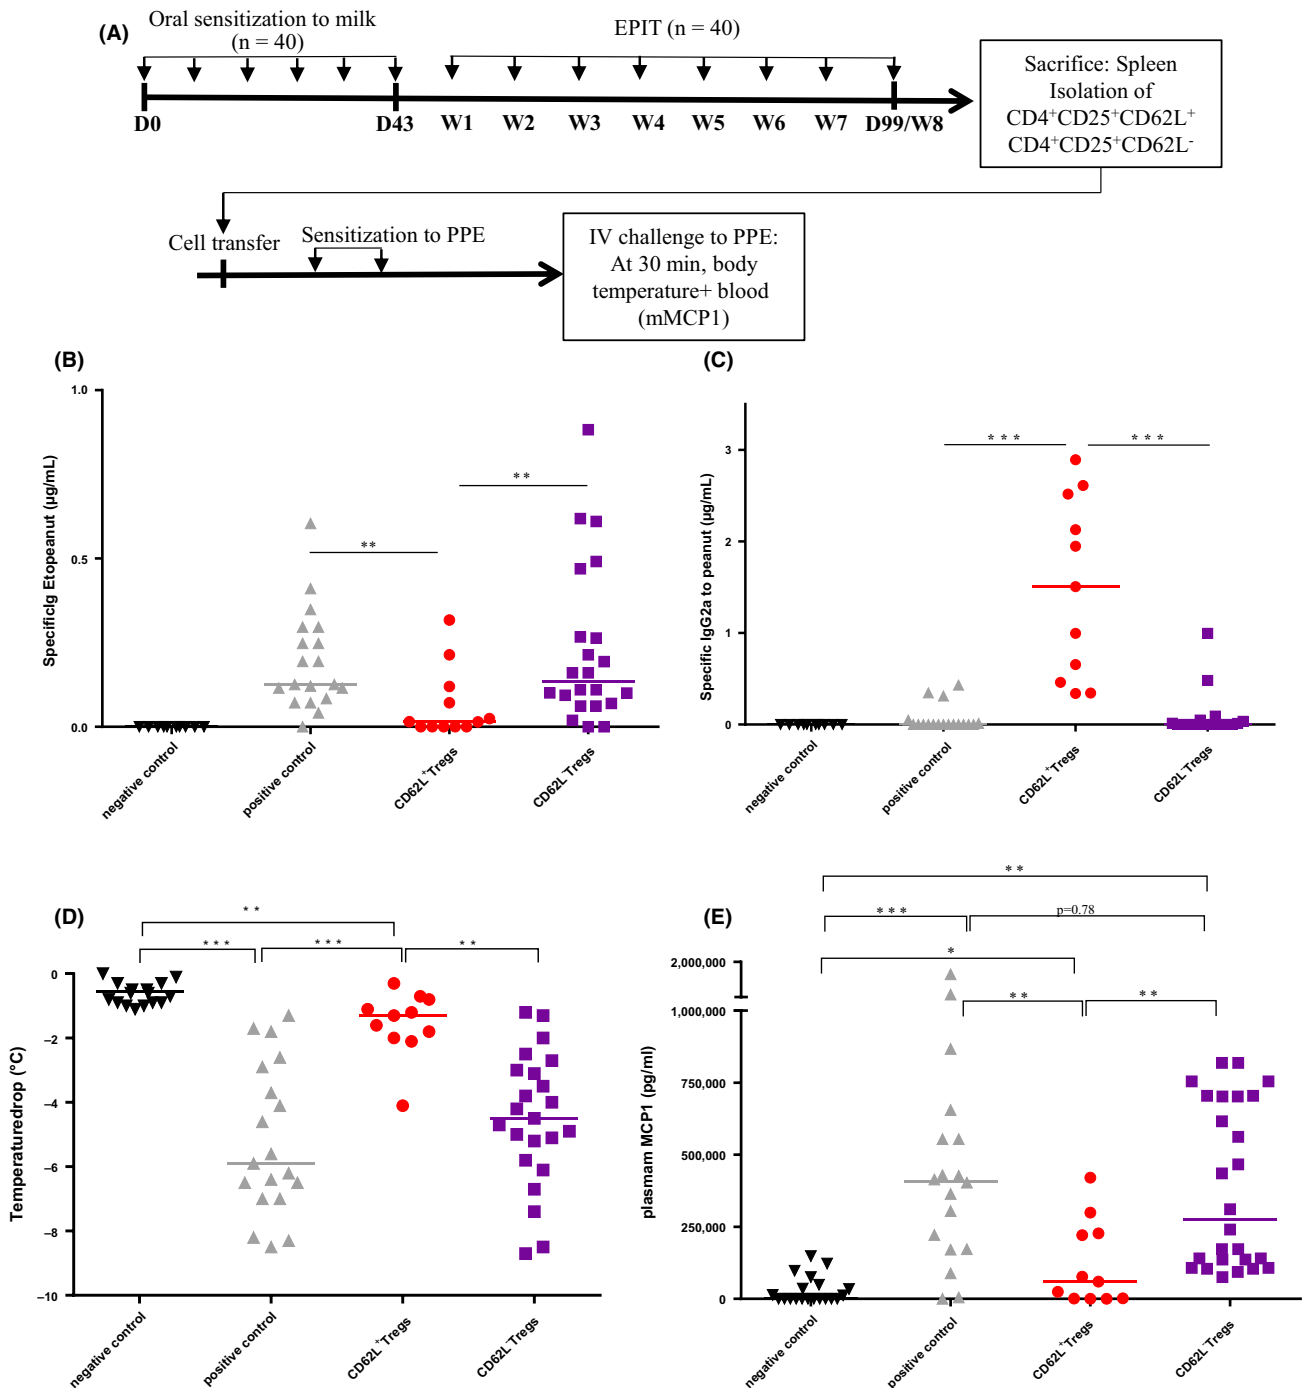 (A)
Oral sensitization to milk
(n = 40)
EPIT (n = 40)
D0
D43
W1
W2
W3
W4
W5
W6
W7
D99/W8
Sacrifice: Spleen
Isolation of
CD4⁺CD25⁺CD62L⁺
CD4⁺CD25⁺CD62L⁻
Cell transfer
Sensitization to PPE
IV challenge to PPE:
At 30 min, body
temperature+ blood
(mMCP1)
(B)
SpecificIg Etopeanut (µg/mL)
1.0
0.5
0.0
**
**
negative control
positive control
CD62L⁺Tregs
CD62L Tregs
(C)
Specific IgG2a to peanut (µg/mL)
3
2
1
0
***
***
negative control
positive control
CD62L⁺Tregs
CD62L Tregs
(D)
Temperaturedrop (°C)
0
–2
–4
–6
–8
–10
**
***
***
**
negative control
positive control
CD62L⁺Tregs
CD62L Tregs
(E)
plasmam MCP1 (pg/ml)
2,000,000
1,000,000
750,000
500,000
250,000
0
**
***
p=0.78
*
**
**
negative control
positive control
CD62L⁺Tregs
CD62L Tregs